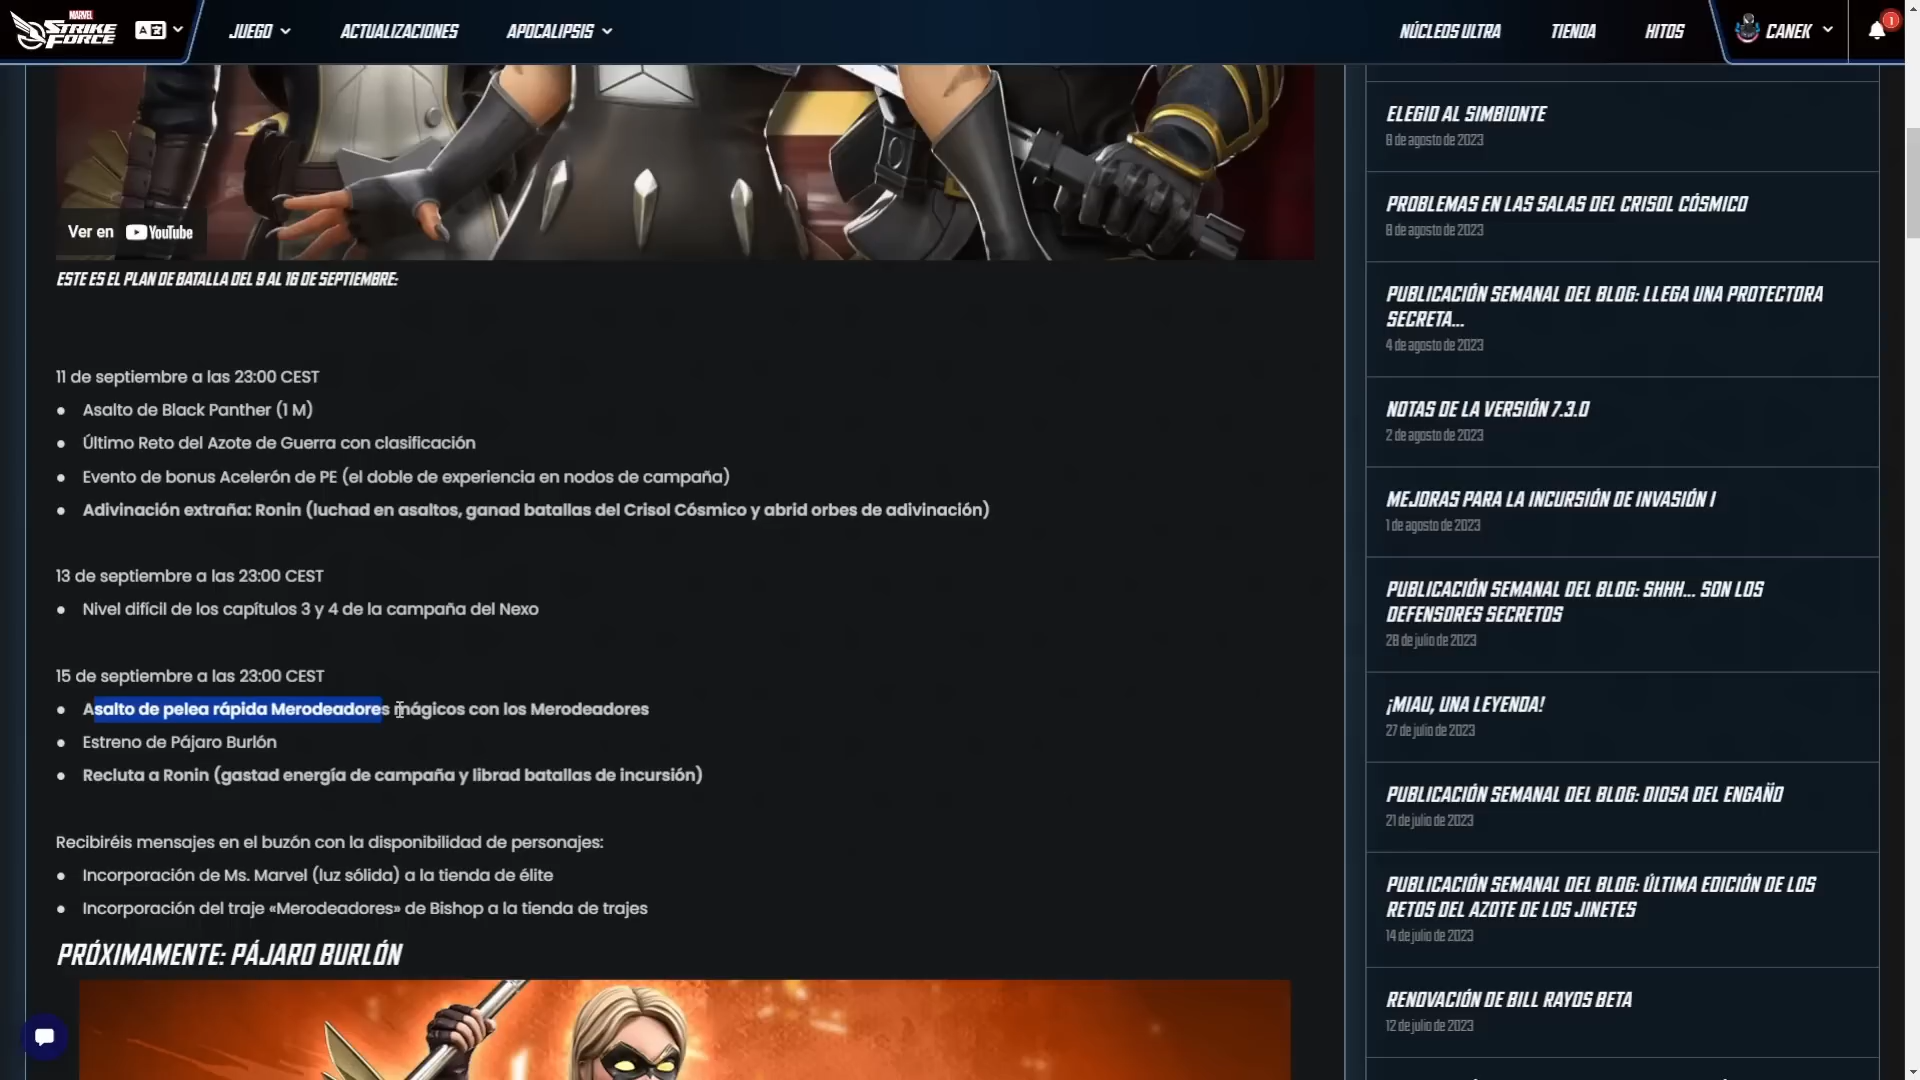 MARVEL
STRIKE
FORCE
JUEGO
ACTUALIZACIONES
APOCALIPSIS
NÚCLEOS ULTRA
TIENDA
HITOS
CANEK
1
Ver en YouTube
ESTE ES EL PLAN DE BATALLA DEL 9 AL 16 DE SEPTIEMBRE:
11 de septiembre a las 23:00 CEST
● Asalto de Black Panther (1 M)
● Último Reto del Azote de Guerra con clasificación
● Evento de bonus Acelerón de PE (el doble de experiencia en nodos de campaña)
● Adivinación extraña: Ronin (luchad en asaltos, ganad batallas del Crisol Cósmico y abrid orbes de adivinación)
13 de septiembre a las 23:00 CEST
● Nivel difícil de los capítulos 3 y 4 de la campaña del Nexo
15 de septiembre a las 23:00 CEST
● Asalto de pelea rápida Merodeadores mágicos con los Merodeadores
● Estreno de Pájaro Burlón
● Recluta a Ronin (gastad energía de campaña y librad batallas de incursión)
Recibiréis mensajes en el buzón con la disponibilidad de personajes:
● Incorporación de Ms. Marvel (luz sólida) a la tienda de élite
● Incorporación del traje «Merodeadores» de Bishop a la tienda de trajes
PRÓXIMAMENTE: PÁJARO BURLÓN
ELEGID AL SIMBIONTE
8 de agosto de 2023
PROBLEMAS EN LAS SALAS DEL CRISOL CÓSMICO
8 de agosto de 2023
PUBLICACIÓN SEMANAL DEL BLOG: LLEGA UNA PROTECTORA
SECRETA...
4 de agosto de 2023
NOTAS DE LA VERSIÓN 7.3.0
2 de agosto de 2023
MEJORAS PARA LA INCURSIÓN DE INVASIÓN I
1 de agosto de 2023
PUBLICACIÓN SEMANAL DEL BLOG: SHHH... SON LOS
DEFENSORES SECRETOS
28 de julio de 2023
¡MIAU, UNA LEYENDA!
27 de julio de 2023
PUBLICACIÓN SEMANAL DEL BLOG: DIOSA DEL ENGAÑO
21 de julio de 2023
PUBLICACIÓN SEMANAL DEL BLOG: ÚLTIMA EDICIÓN DE LOS
RETOS DEL AZOTE DE LOS JINETES
14 de julio de 2023
RENOVACIÓN DE BILL RAYOS BETA
12 de julio de 2023